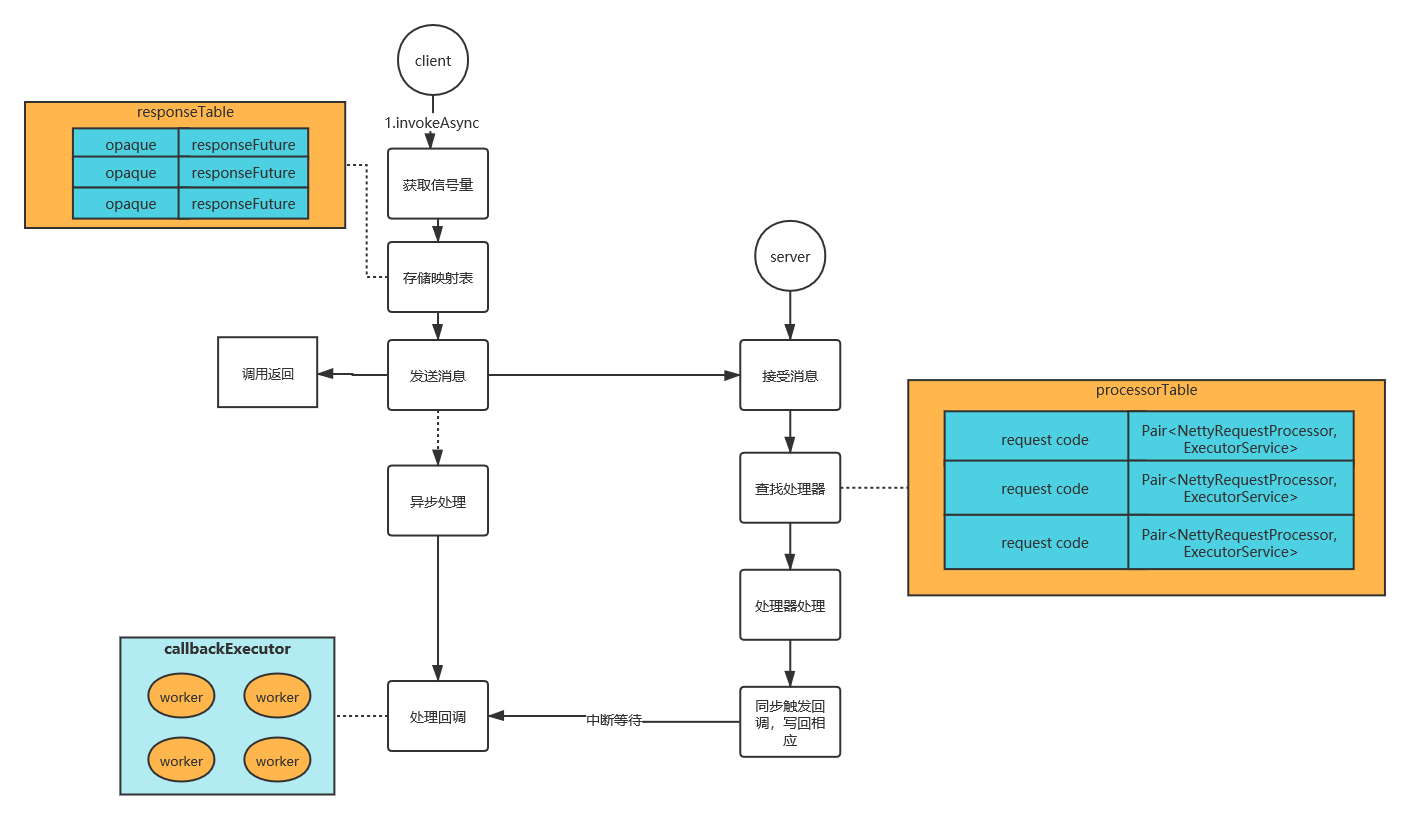 client
1.invokeAsync
responseTable
opaque responseFuture
opaque responseFuture
opaque responseFuture
获取信号量
存储映射表
server
调用返回
发送消息
接受消息
processorTable
request code
Pair<NettyRequestProcessor,
ExecutorService>
request code
Pair<NettyRequestProcessor,
ExecutorService>
request code
Pair<NettyRequestProcessor,
ExecutorService>
异步处理
查找处理器
处理器处理
callbackExecutor
worker worker
worker worker
处理回调
中断等待
同步触发回
调，写回相
应